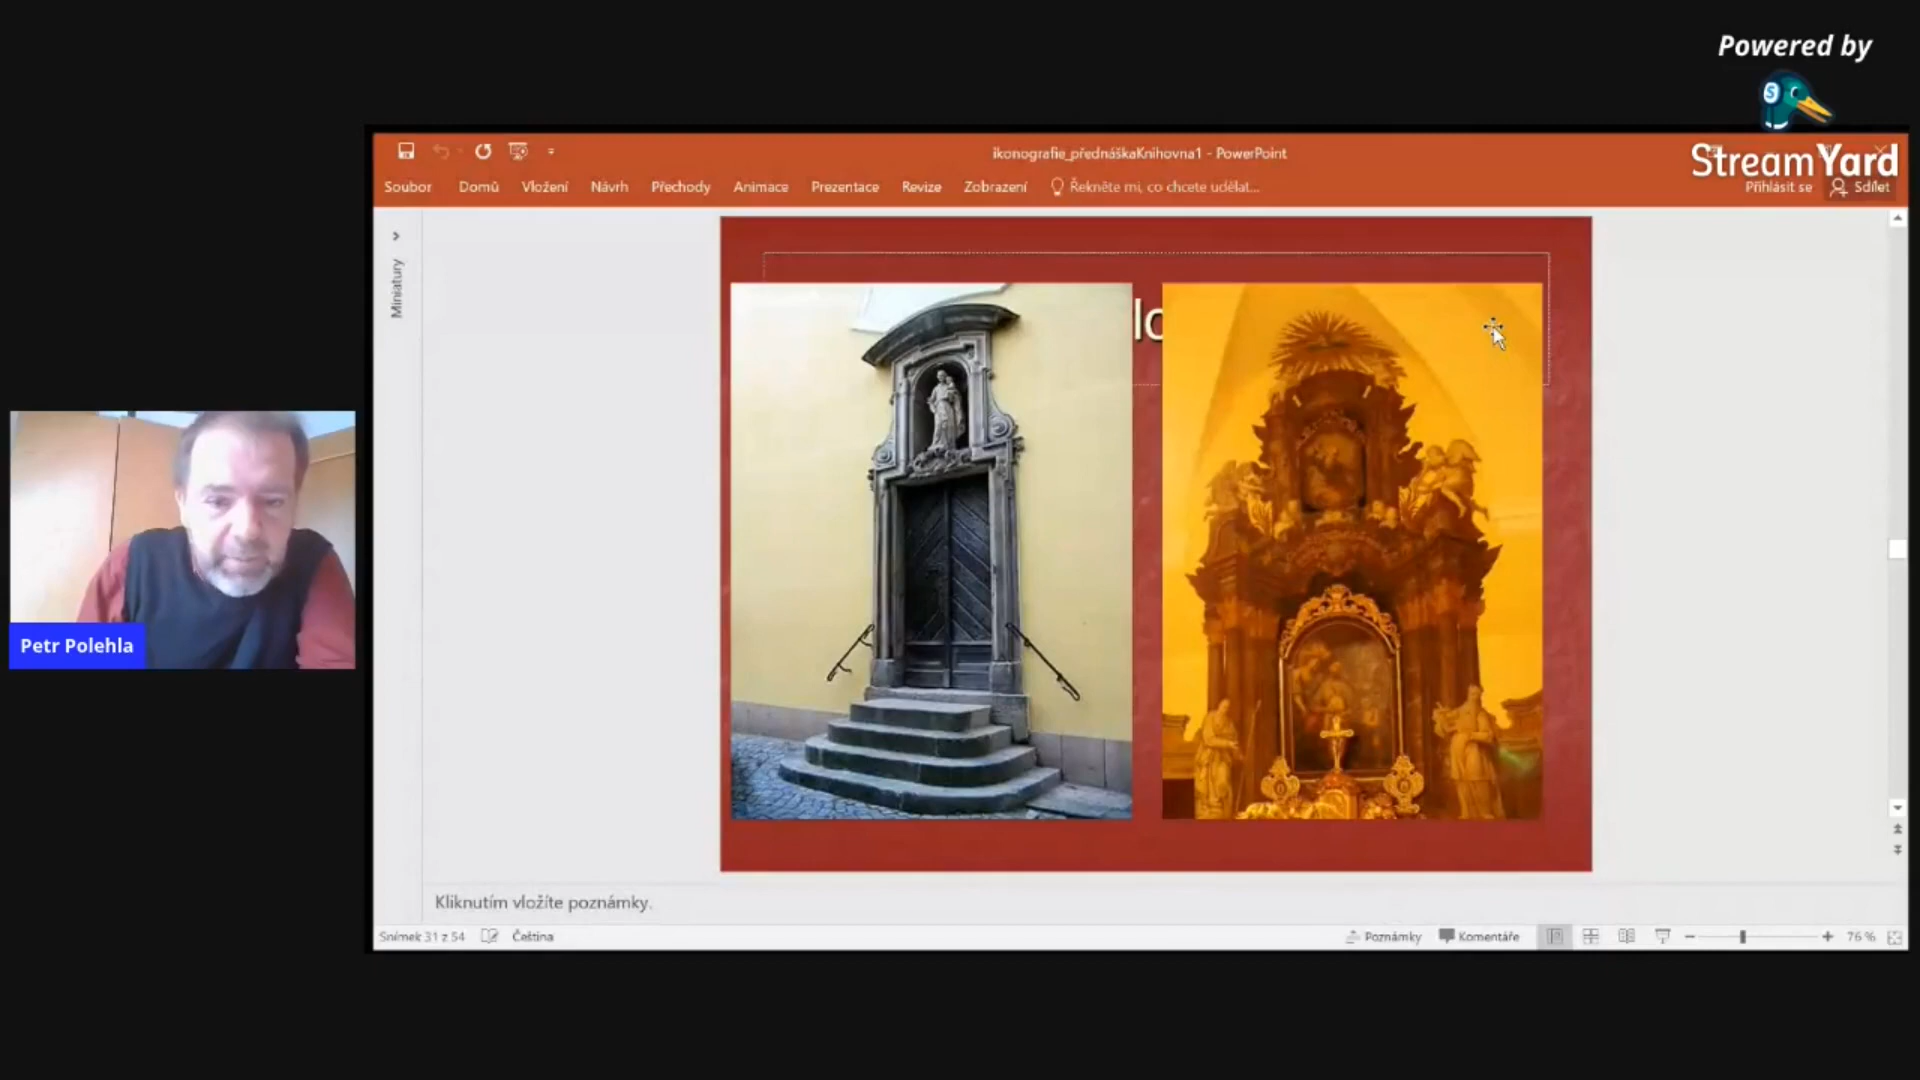 Powered by
StreamYard
ikonografie_přednáškaKnihovna1 - PowerPoint
Soubor Domů Vložení Návrh Přechody Animace Prezentace Revize Zobrazení Řekněte mi, co chcete udělat... Přihlásit se Sdílet
Miniatury
lo
Petr Polehla
Kliknutím vložíte poznámky.
Snímek 31 z 54 Čeština Poznámky Komentáře 76 %